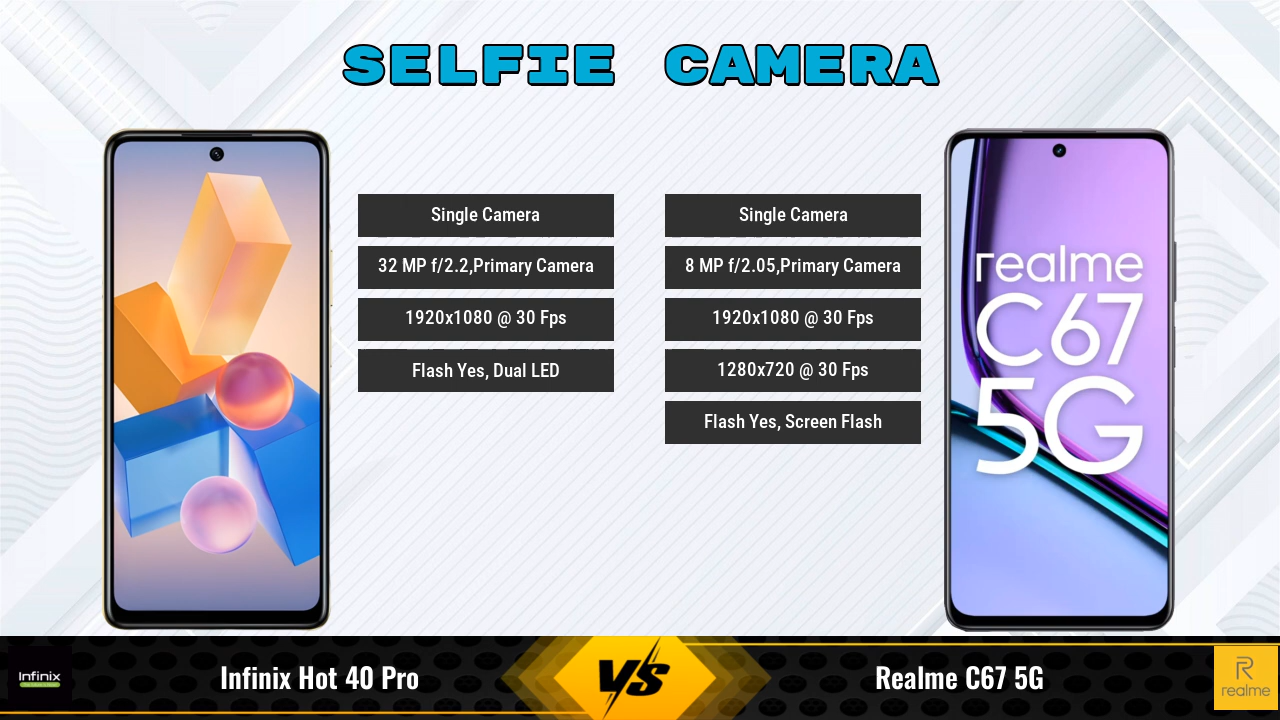 SELFIE CAMERA
Single Camera
32 MP f/2.2,Primary Camera
1920x1080 @ 30 Fps
Flash Yes, Dual LED
Single Camera
8 MP f/2.05,Primary Camera
1920x1080 @ 30 Fps
1280x720 @ 30 Fps
Flash Yes, Screen Flash
realme
C67
5G
Infinix
Infinix Hot 40 Pro
VS
Realme C67 5G
R
realme